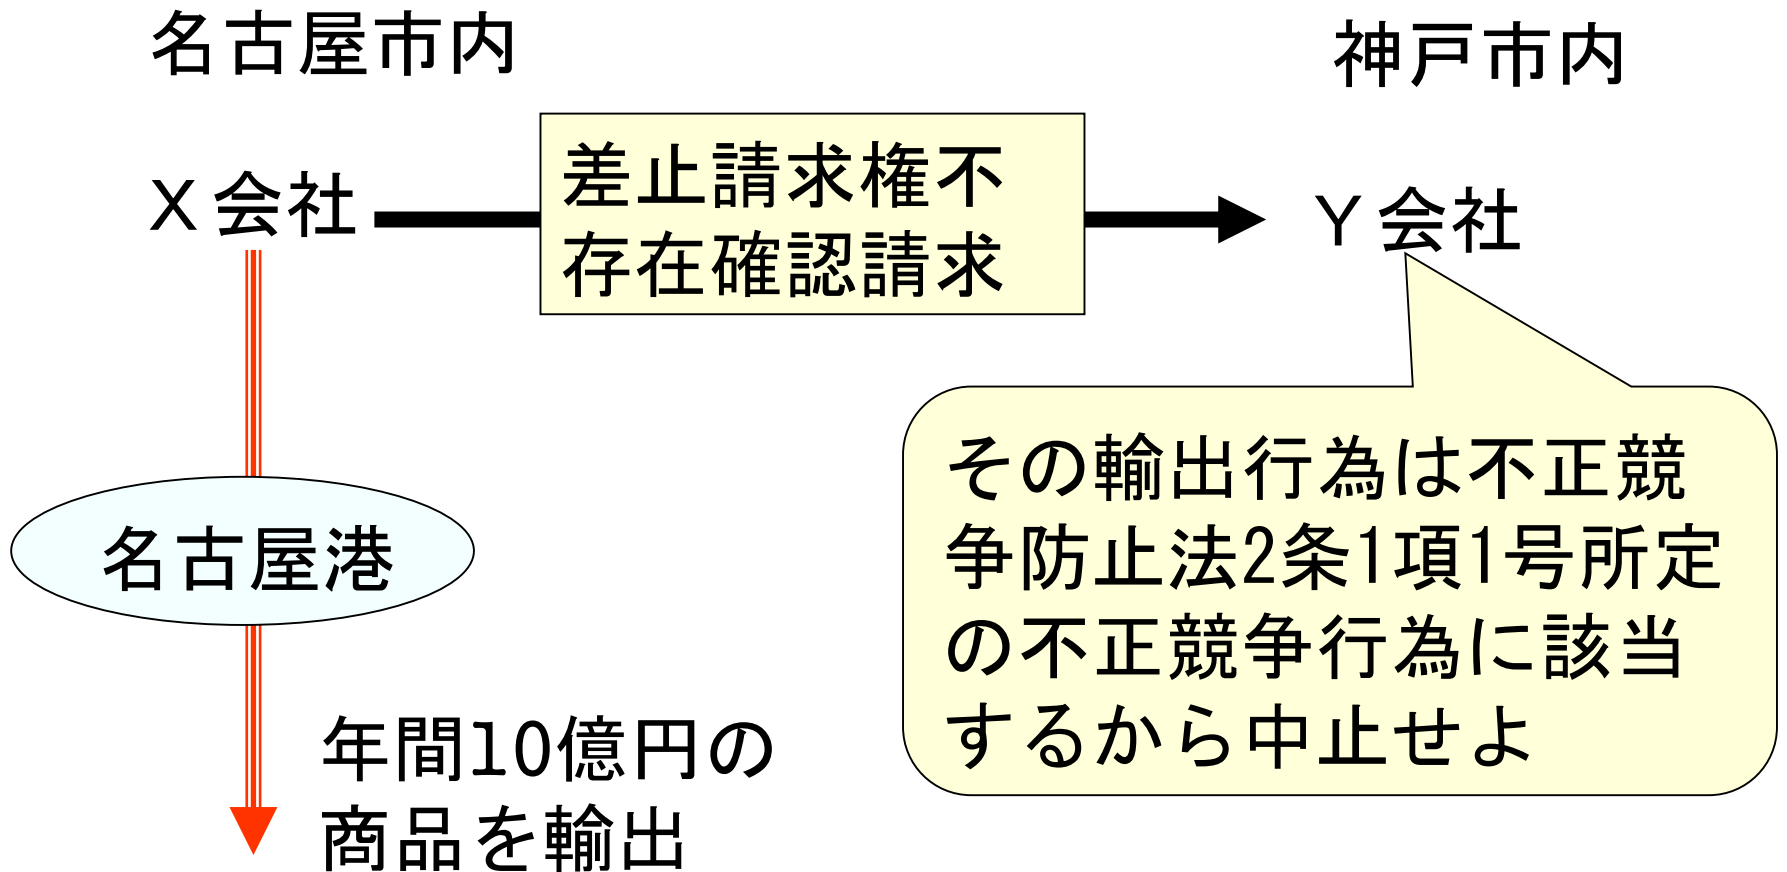 名古屋市内
神戸市内
X会社
差止請求権不
存在確認請求
Y会社
その輸出行為は不正競
争防止法2条1項1号所定
の不正競争行為に該当
するから中止せよ
名古屋港
年間10億円の
商品を輸出